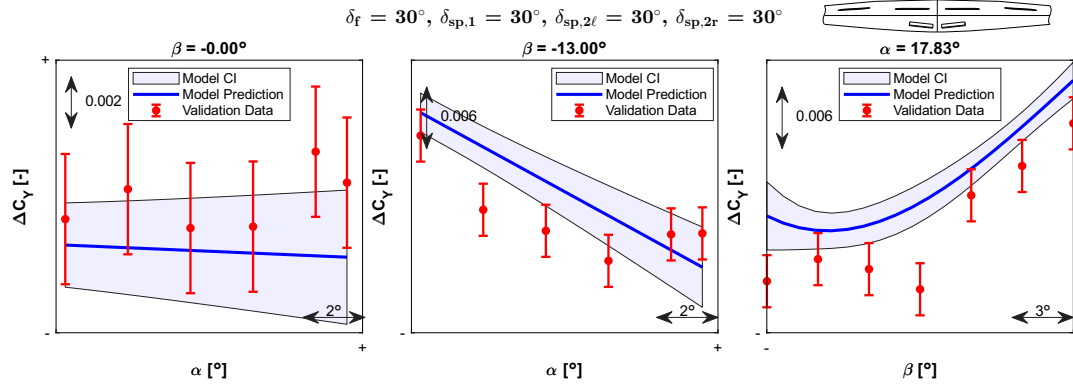 δf = 30°, δsp,1 = 30°, δsp,2ℓ = 30°, δsp,2r = 30°
β = -0.00°
β = -13.00°
α = 17.83°
+
Model CI
Model Prediction
Validation Data
0.002
2°
ΔCY [-]
-
+
α [°]
Model CI
Model Prediction
Validation Data
0.006
2°
ΔCY [-]
-
+
α [°]
Model CI
Model Prediction
Validation Data
0.006
3°
ΔCY [-]
-
+
β [°]